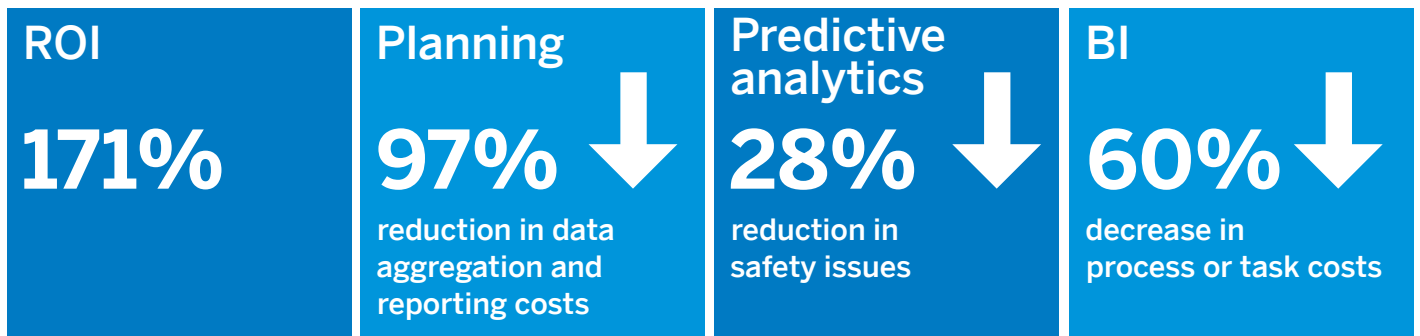 ROI
171%
Planning
97%
reduction in data
aggregation and
reporting costs
Predictive
analytics
28%
reduction in
safety issues
BI
60%
decrease in
process or task costs